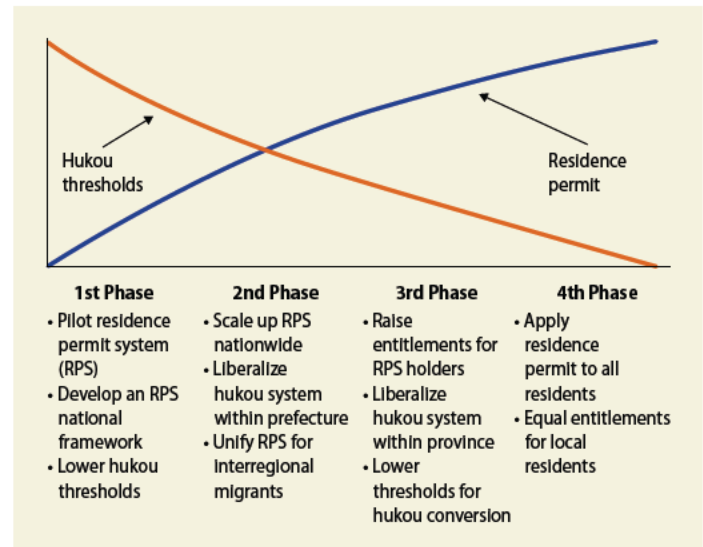 Hukou
thresholds
Residence
permit
1st Phase
• Pilot residence
permit system
(RPS)
• Develop an RPS
national
framework
• Lower hukou
thresholds
2nd Phase
• Scale up RPS
nationwide
• Liberalize
hukou system
within prefecture
• Unify RPS for
interregional
migrants
3rd Phase
• Raise
entitlements for
RPS holders
• Liberalize
hukou system
within province
• Lower
thresholds for
hukou conversion
4th Phase
• Apply
residence
permit to all
residents
• Equal entitlements
for local
residents